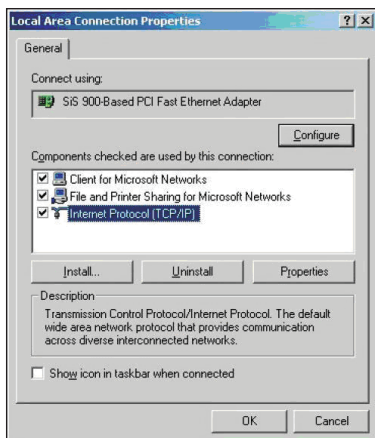 Local Area Connection Properties
General
Connect using:
SiS 900-Based PCI Fast Ethernet Adapter
Configure
Components checked are used by this connection:
Client for Microsoft Networks
File and Printer Sharing for Microsoft Networks
Internet Protocol (TCP/IP)
Install... Uninstall Properties
Description
Transmission Control Protocol/Internet Protocol. The default
wide area network protocol that provides communication
across diverse interconnected networks.
Show icon in taskbar when connected
OK Cancel